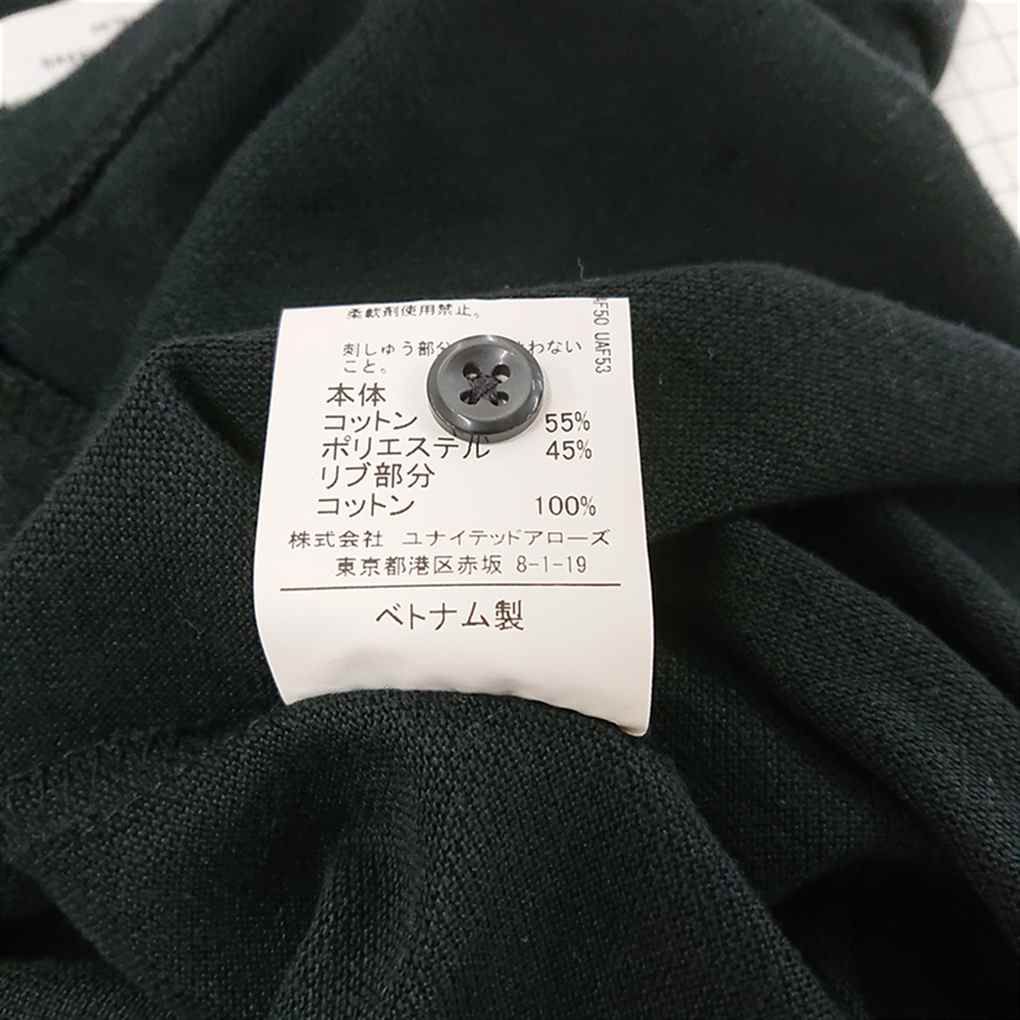 柔軟剤使用禁止。
刺しゅう部分 わない
こと。
本体
コットン 55%
ポリエステル 45%
リブ部分
コットン 100%
株式会社 ユナイテッドアローズ
東京都港区赤坂 8-1-19
ベトナム製
F50 UAF53